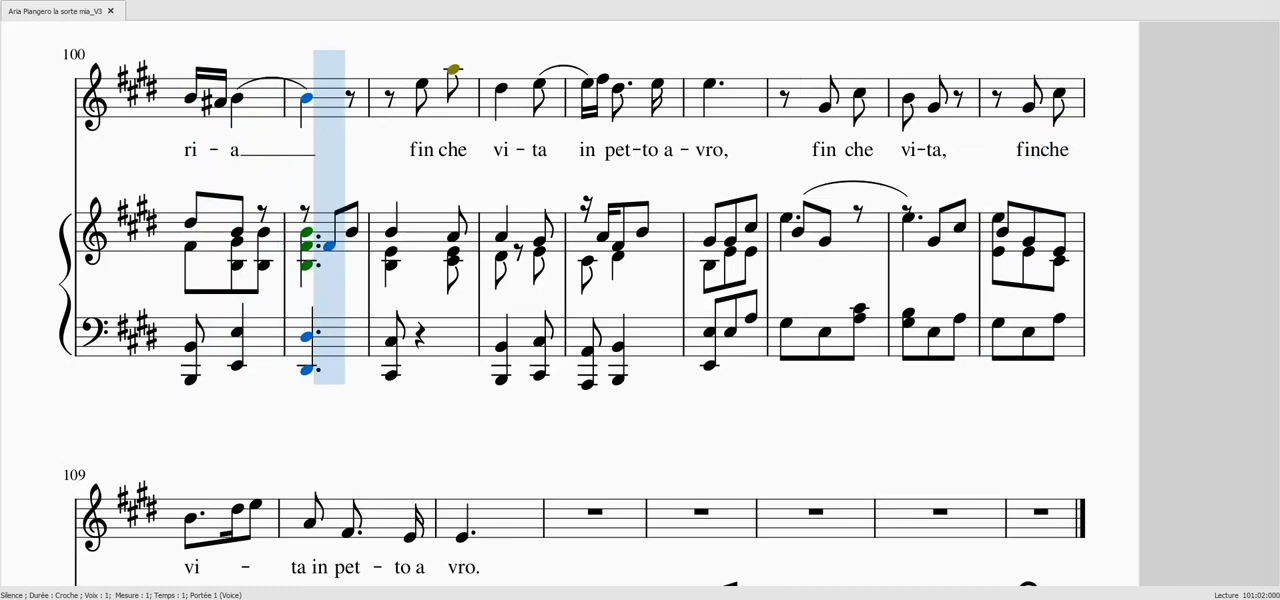 Aria Piangero la sorte mia_V3 ×
100
ri - a fin che vi - ta in pet - to a - vro, fin che vi-ta, finche
109
vi - ta in pet - to a vro.
Silence ; Durée : Croche ; Voix : 1; Mesure : 1; Temps : 1; Portée 1 (Voice) Lecture 101:02:000